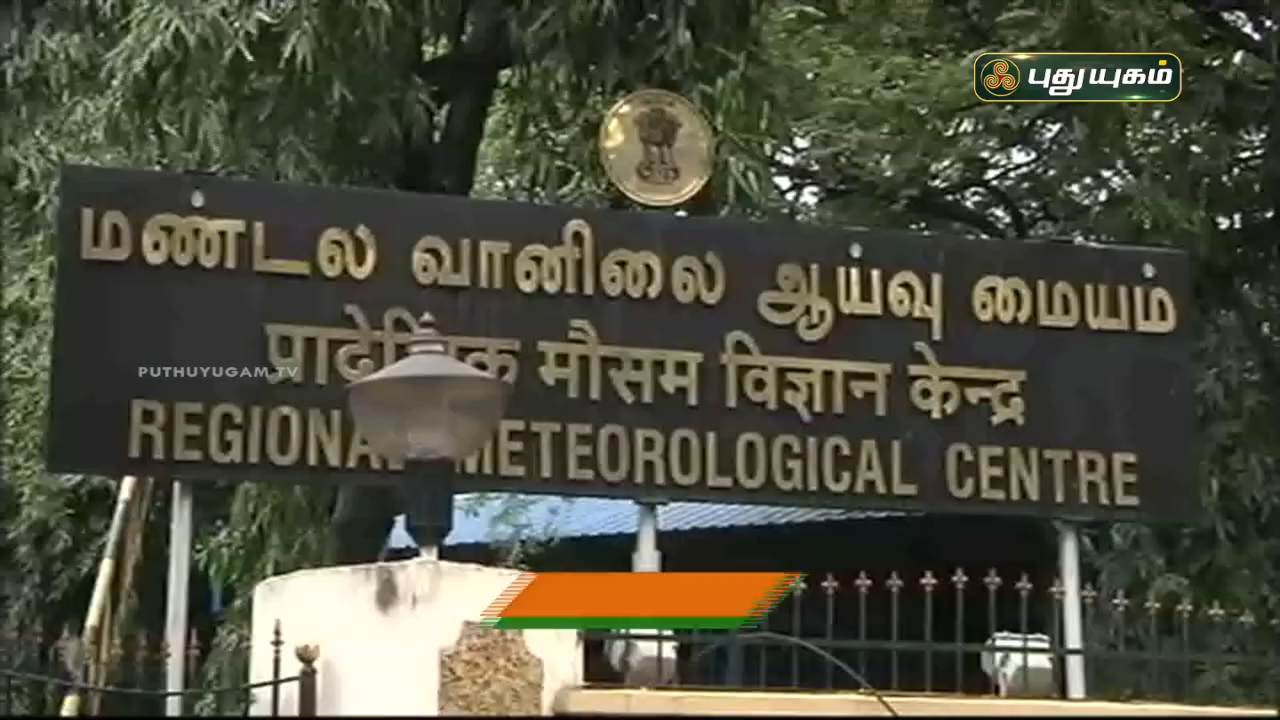 புதுயுகம்
மண்டல வானிலை ஆய்வு மையம்
PUTHUYUGAM TV
मौसम विज्ञान केन्द्र
METEOROLOGICAL CENTRE